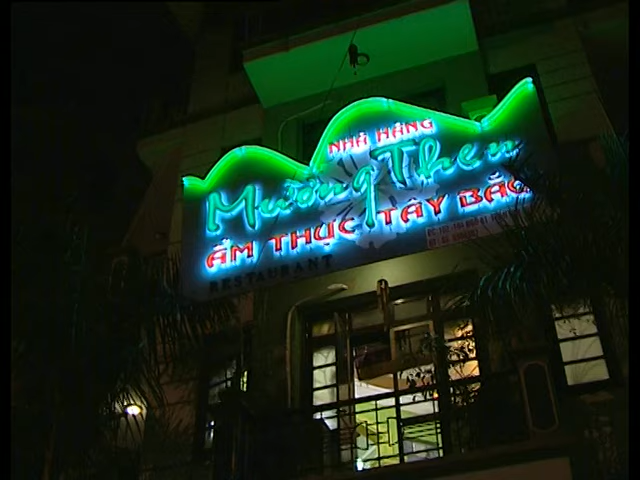 NHÀ HÀNG
Mường Then
ẨM THỰC TÂY BẮC
RESTAURANT